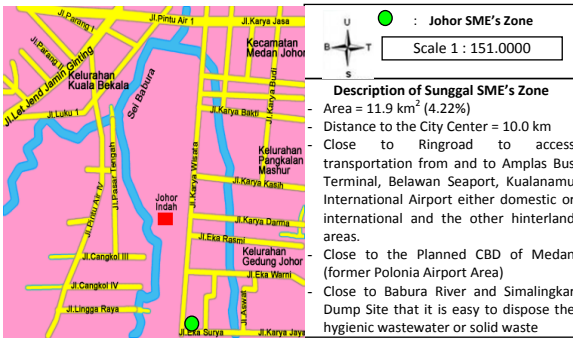 Jl.Pintu Air 1
Jl.Karya Jasa
Jl.Parang I
Jl.Parang II
Jl.Let Jend Jamin Ginting
Kecamatan
Medan Johor
Kelurahan
Kuala Bekala
Sei Babura
Jl.Karya Budi
Jl.Luku 1
Jl.Karya Bakti
Jl.Pasar Tengah
Jl.Karya Wisata
Kelurahan
Pangkalan
Mashur
Jl.Pintu Air IV
Jl.Karya Kasih
Johor
Indah
Jl.Karya Darma
Jl.Eka Rasmi
Kelurahan
Gedung Johor
Jl.Cangkol III
Jl.Eka Warni
Jl.Cangkol IV
Jl.Lingga Raya
Jl.Aswat
Jl.Eka Surya
Jl.Karya Jaya
U
B T
S
: Johor SME's Zone
Scale 1 : 151.0000
Description of Sunggal SME's Zone
- Area = 11.9 km² (4.22%)
- Distance to the City Center = 10.0 km
- Close to Ringroad to access
transportation from and to Amplas Bus
Terminal, Belawan Seaport, Kualanamu
International Airport either domestic or
international and the other hinterland
areas.
- Close to the Planned CBD of Medan
(former Polonia Airport Area)
- Close to Babura River and Simalingkar
Dump Site that it is easy to dispose the
hygienic wastewater or solid waste